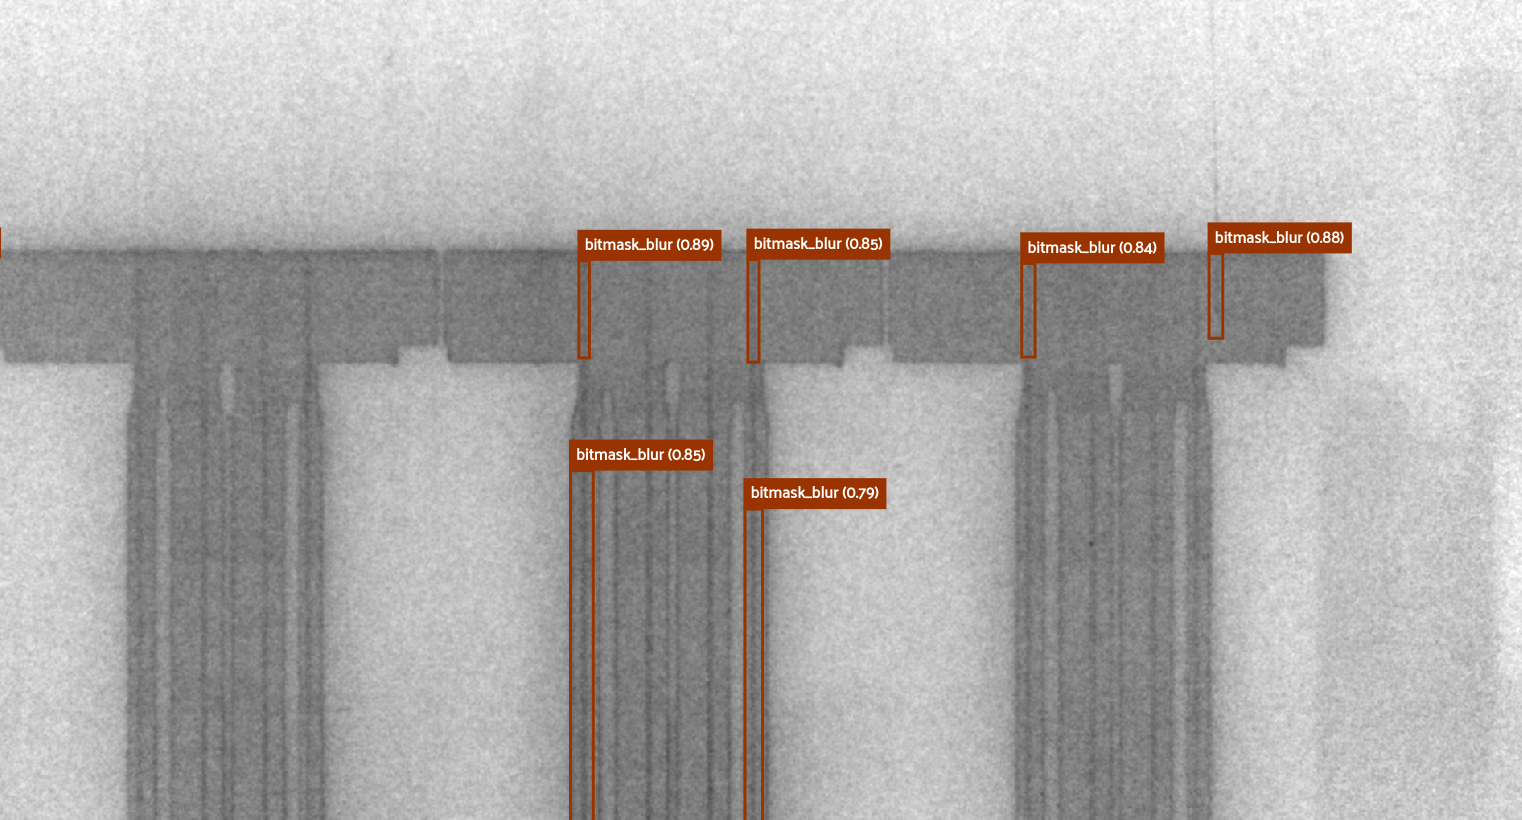 bitmask_blur (0.89)
bitmask_blur (0.85)
bitmask_blur (0.84)
bitmask_blur (0.88)
bitmask_blur (0.85)
bitmask_blur (0.79)